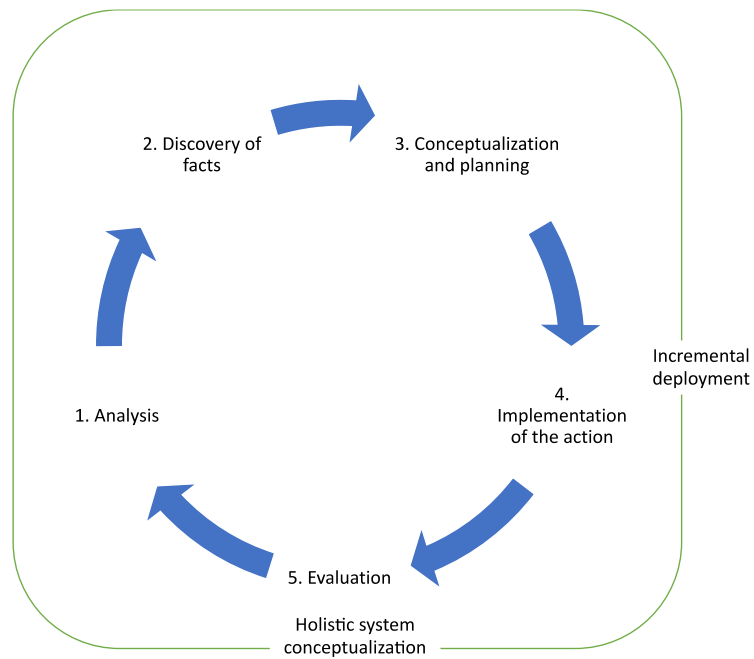 2. Discovery of
facts
3. Conceptualization
and planning
Incremental
deployment
4.
Implementation
of the action
1. Analysis
5. Evaluation
Holistic system
conceptualization